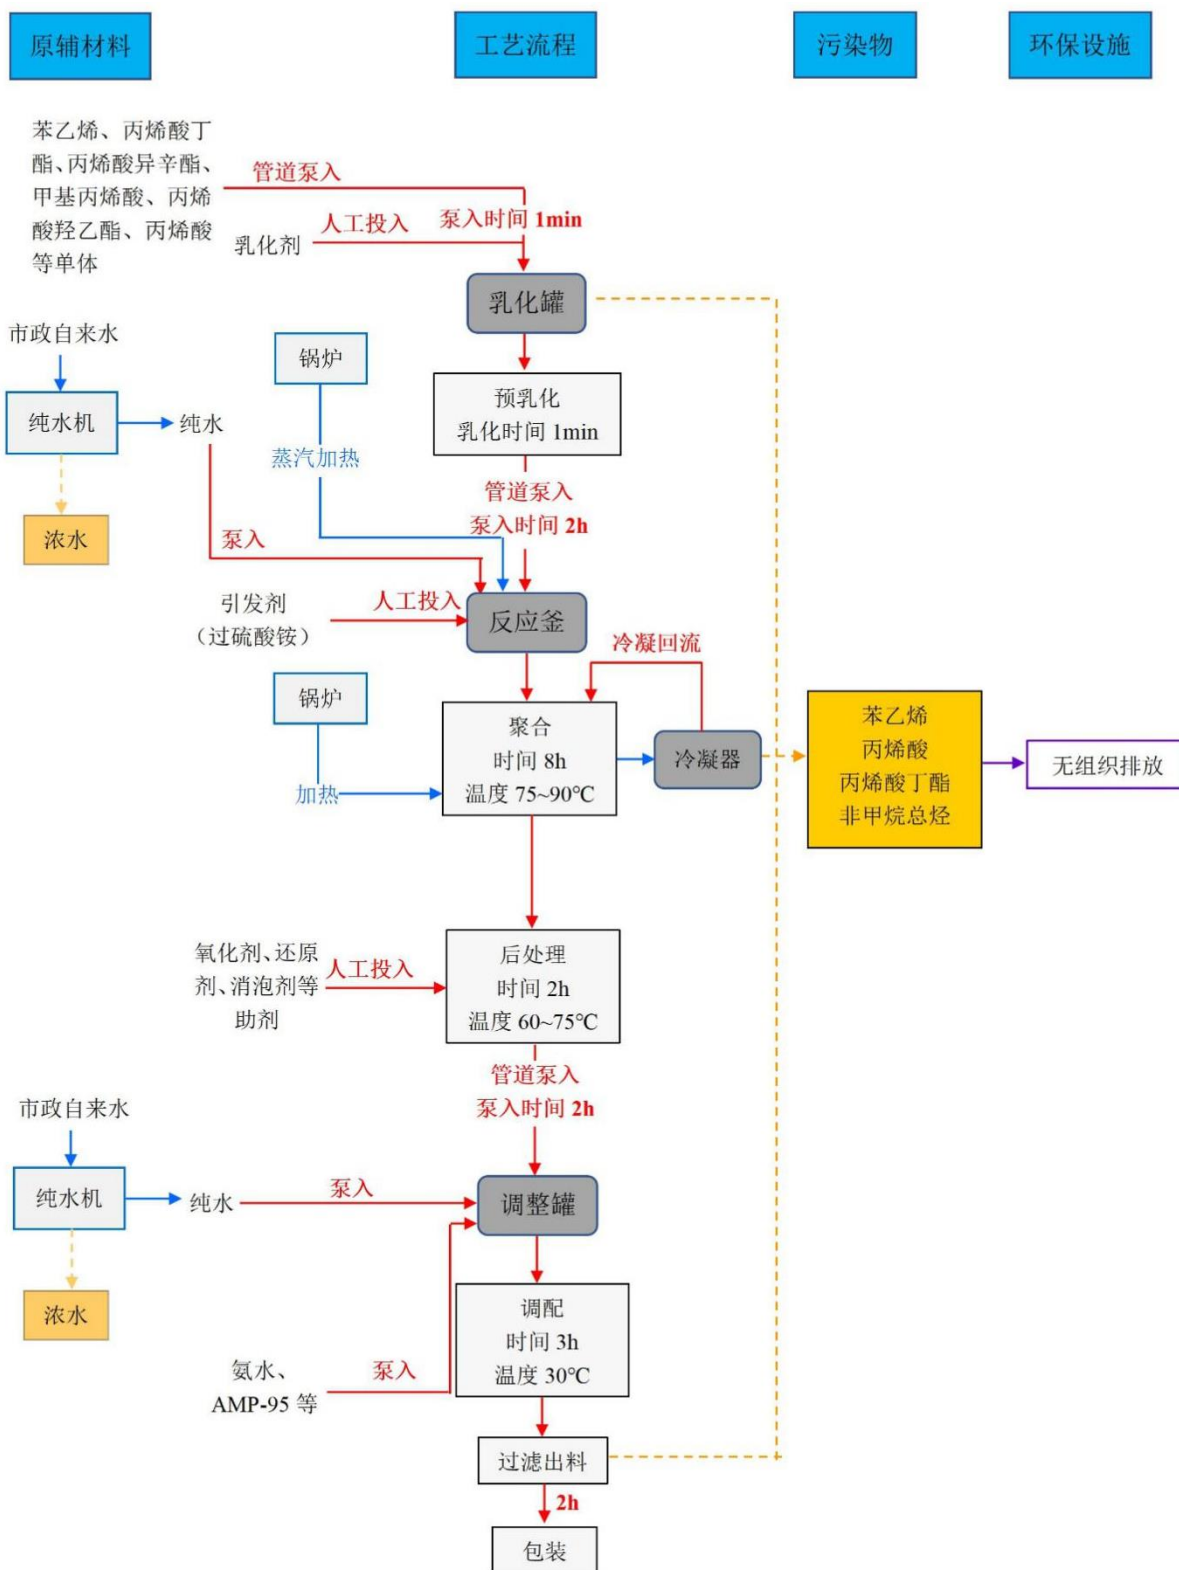 原辅材料
工艺流程
污染物
环保设施
苯乙烯、丙烯酸丁
酯、丙烯酸异辛酯、
甲基丙烯酸、丙烯
酸羟乙酯、丙烯酸
等单体
管道泵入
泵入时间 1min
人工投入
乳化剂
乳化罐
市政自来水
锅炉
预乳化
乳化时间 1min
纯水机
纯水
蒸汽加热
管道泵入
泵入时间 2h
浓水
泵入
引发剂
（过硫酸铵）
人工投入
反应釜
冷凝回流
锅炉
聚合
时间 8h
温度 75~90℃
加热
冷凝器
苯乙烯
丙烯酸
丙烯酸丁酯
非甲烷总烃
无组织排放
氧化剂、还原
剂、消泡剂等
助剂
人工投入
后处理
时间 2h
温度 60~75℃
管道泵入
泵入时间 2h
市政自来水
纯水机
纯水
泵入
调整罐
浓水
调配
时间 3h
温度 30℃
氨水、
AMP-95 等
泵入
过滤出料
2h
包装